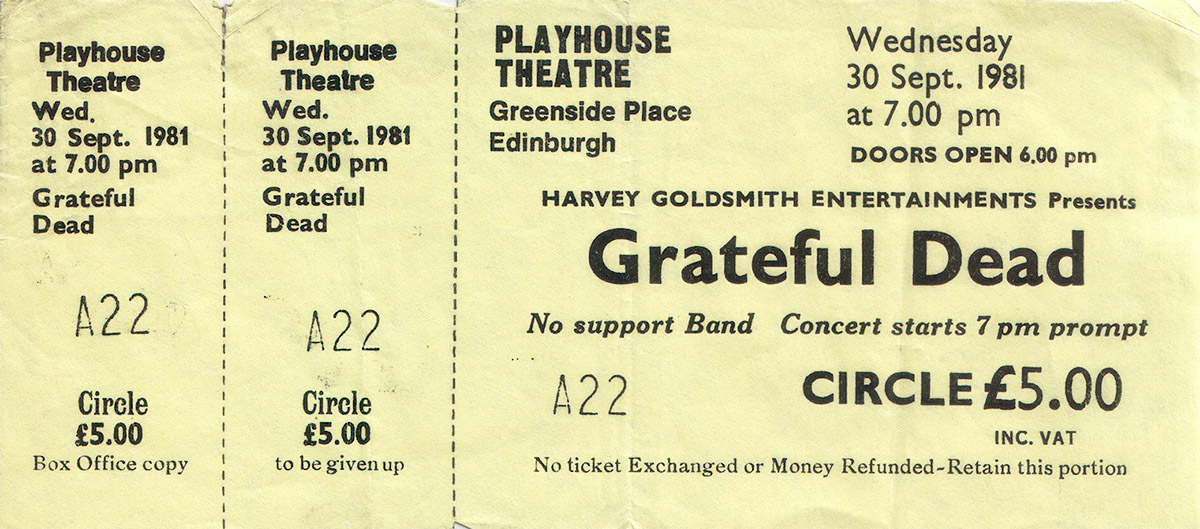 Playhouse
Theatre
Wed.
30 Sept. 1981
at 7.00 pm
Grateful
Dead
A22
Circle
£5.00
Box Office copy
Playhouse
Theatre
Wed.
30 Sept. 1981
at 7.00 pm
Grateful
Dead
A22
Circle
£5.00
to be given up
PLAYHOUSE
THEATRE
Greenside Place
Edinburgh
Wednesday
30 Sept. 1981
at 7.00 pm
DOORS OPEN 6.00 pm
HARVEY GOLDSMITH ENTERTAINMENTS Presents
Grateful Dead
No support Band Concert starts 7 pm prompt
A22
CIRCLE £5.00
INC. VAT
No ticket Exchanged or Money Refunded-Retain this portion